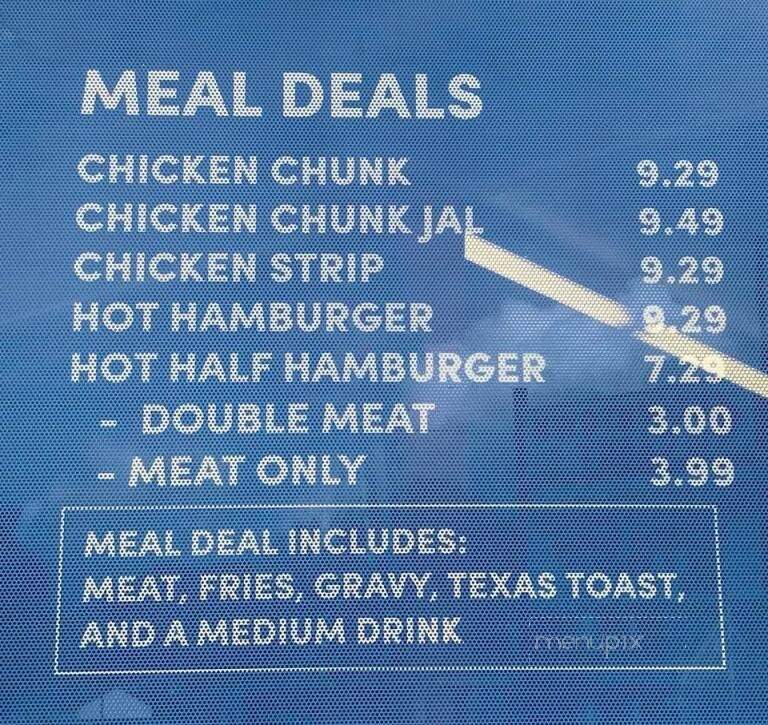 MEAL DEALS
CHICKEN CHUNK 9.29
CHICKEN CHUNK JAL 9.49
CHICKEN STRIP 9.29
HOT HAMBURGER 9.29
HOT HALF HAMBURGER 7.29
- DOUBLE MEAT 3.00
- MEAT ONLY 3.99
MEAL DEAL INCLUDES:
MEAT, FRIES, GRAVY, TEXAS TOAST,
AND A MEDIUM DRINK
menupix